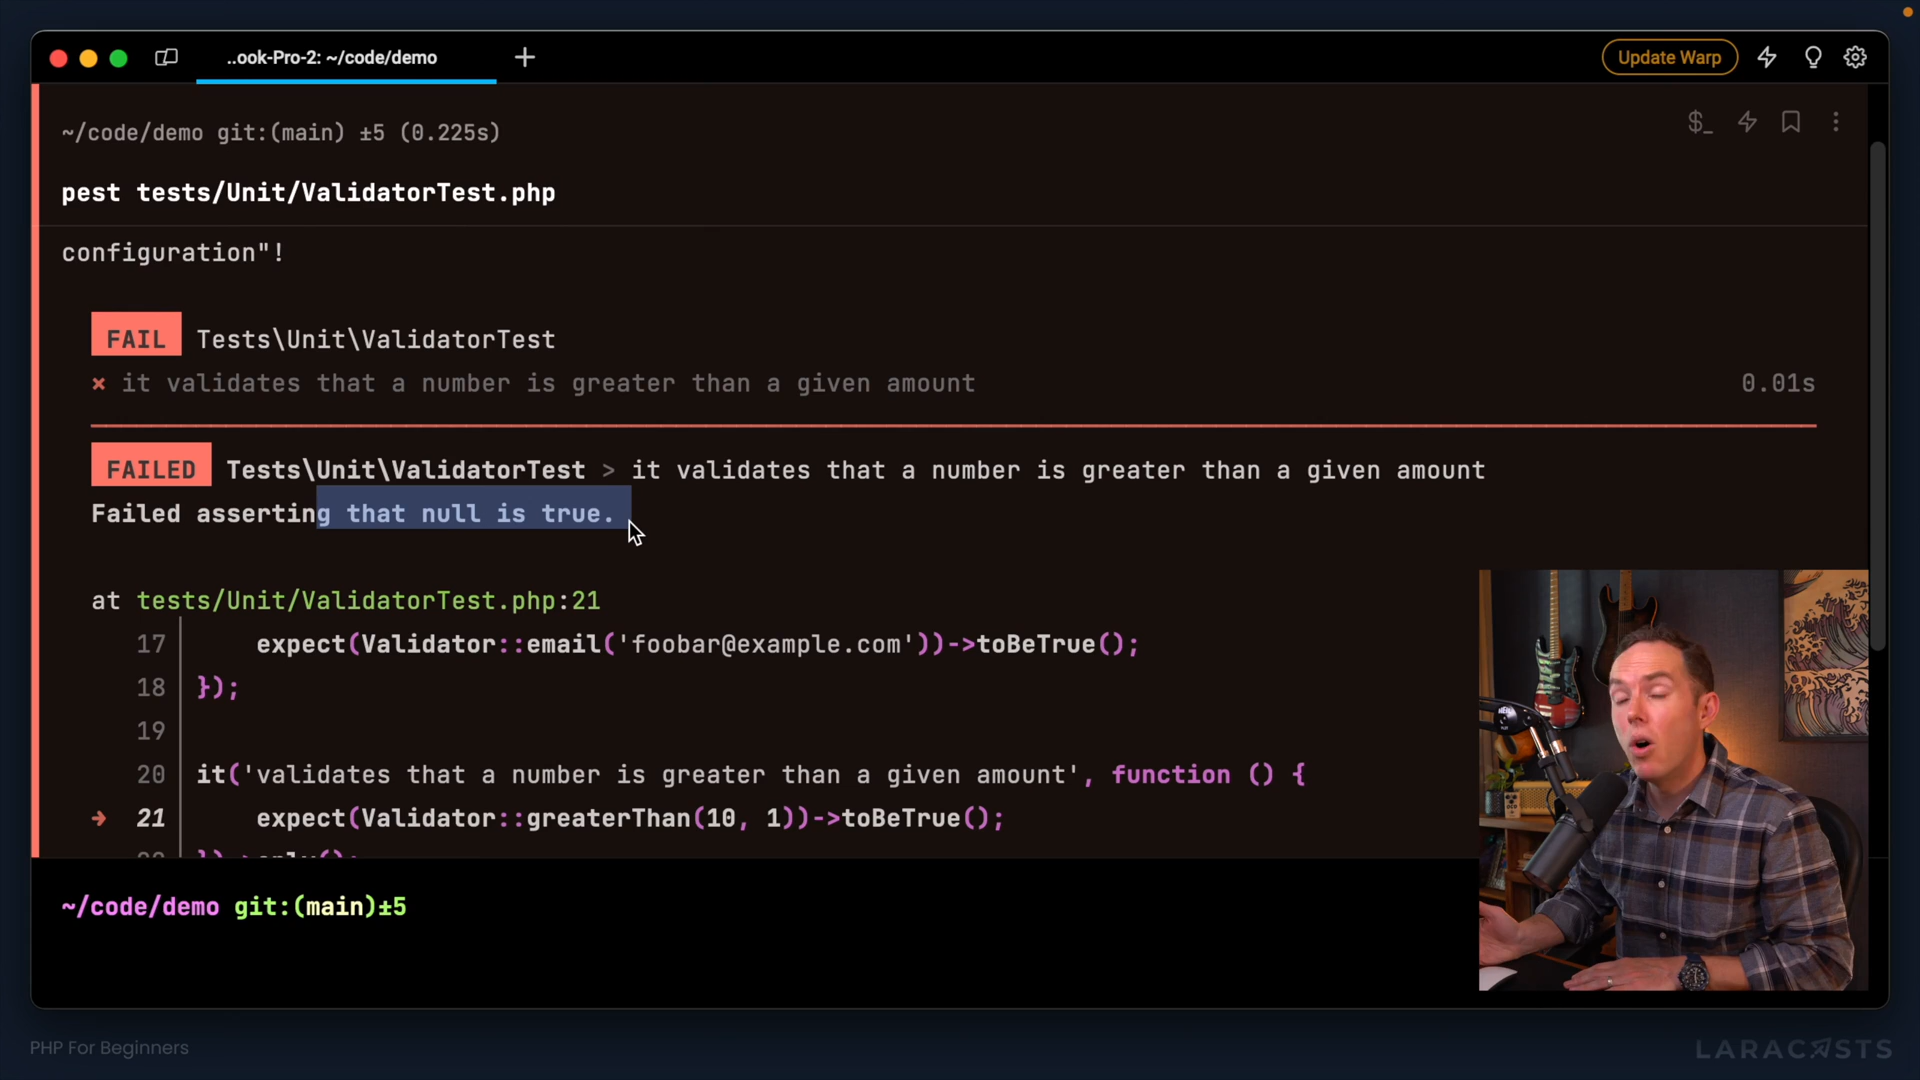 ..ook-Pro-2: ~/code/demo
Update Warp
~/code/demo git:(main) ±5 (0.225s)
$_
pest tests/Unit/ValidatorTest.php
configuration"!
FAIL Tests\Unit\ValidatorTest
⨯ it validates that a number is greater than a given amount 0.01s
FAILED Tests\Unit\ValidatorTest > it validates that a number is greater than a given amount
Failed asserting that null is true.
at tests/Unit/ValidatorTest.php:21
17 expect(Validator::email('foobar@example.com'))->toBeTrue();
18 });
19
20 it('validates that a number is greater than a given amount', function () {
➜ 21 expect(Validator::greaterThan(10, 1))->toBeTrue();
~/code/demo git:(main)±5
PHP For Beginners
LARACASTS